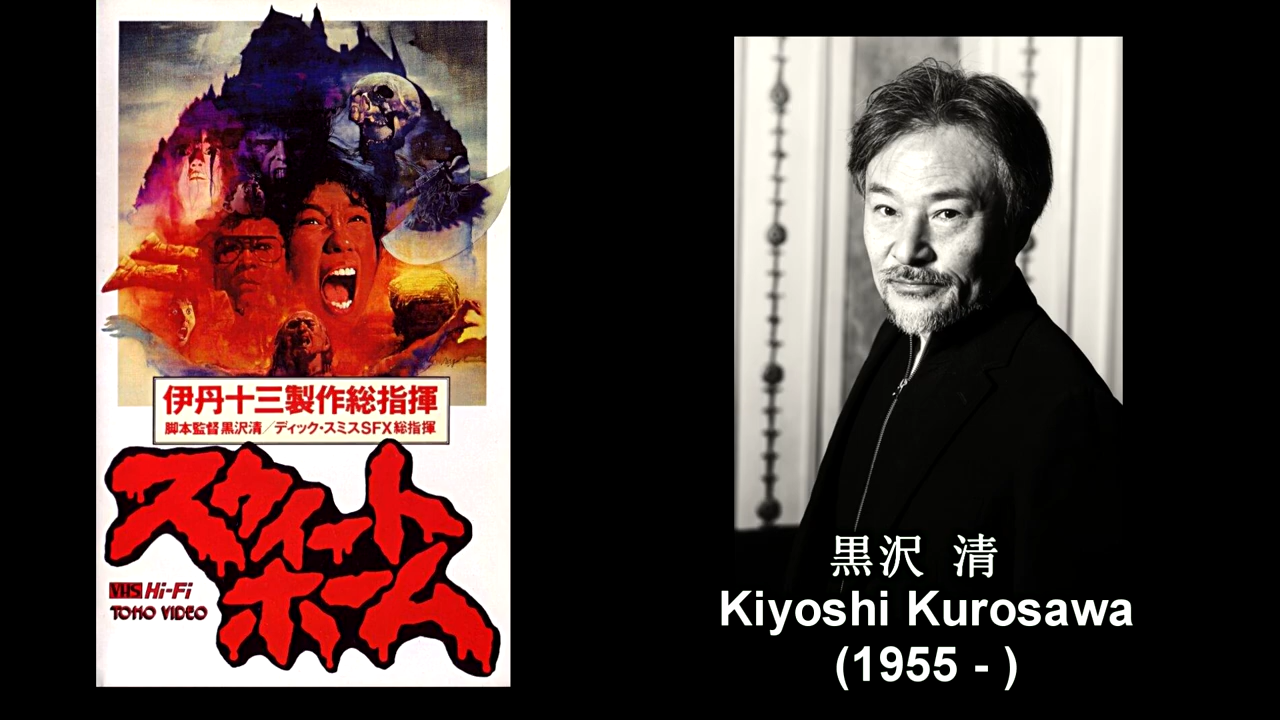 伊丹十三製作総指揮
脚本監督黒沢清／ディック・スミスSFX総指揮
スウィート
ホーム
VHS Hi-Fi
TOHO VIDEO
黒沢 清
Kiyoshi Kurosawa
(1955 - )